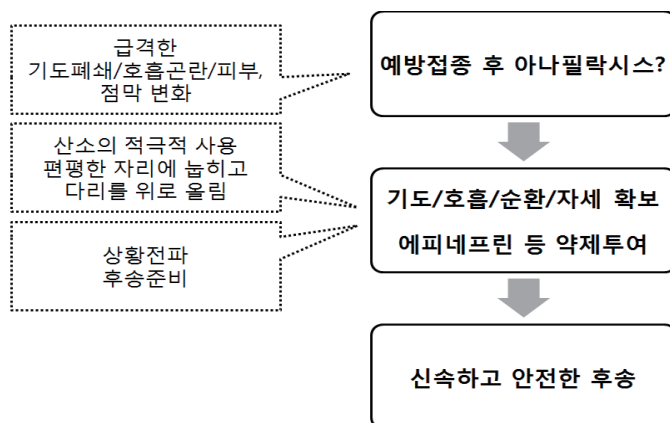 급격한
기도폐쇄/호흡곤란/피부,
점막 변화
예방접종 후 아나필락시스?
산소의 적극적 사용
편평한 자리에 눕히고
다리를 위로 올림
기도/호흡/순환/자세 확보
에피네프린 등 약제투여
상황전파
후송준비
신속하고 안전한 후송